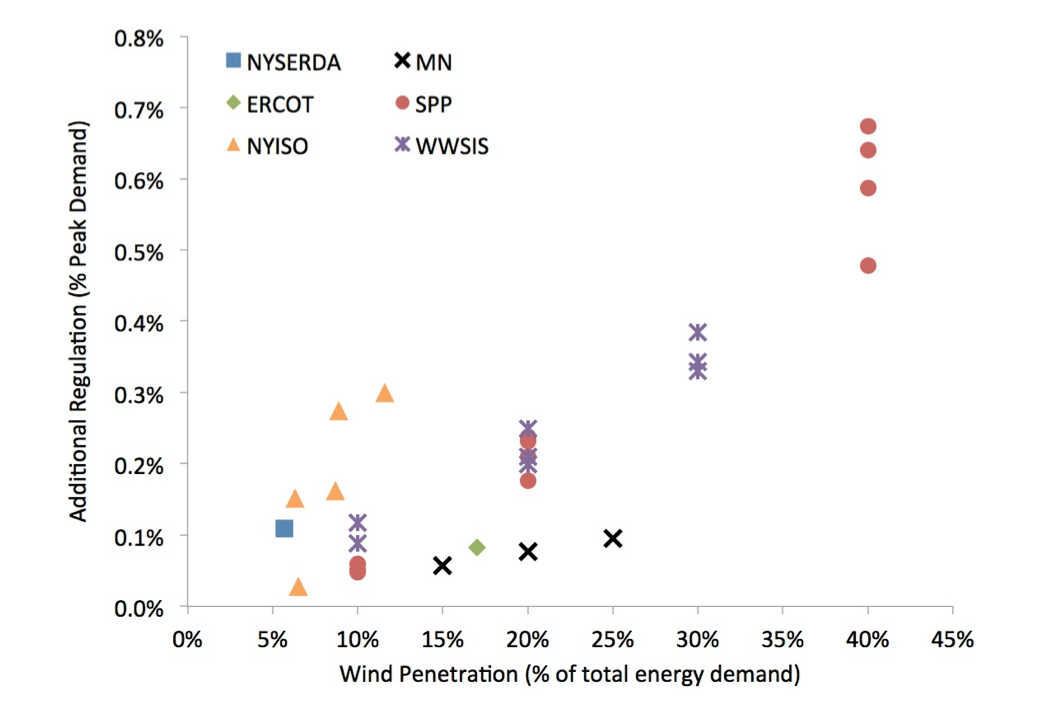 0.8%
NYSERDA MN
0.7%
ERCOT SPP
NYISO WWSIS
0.6%
0.5%
0.4%
0.3%
0.2%
0.1%
0.0%
Additional Regulation (% Peak Demand)
0% 5% 10% 15% 20% 25% 30% 35% 40% 45%
Wind Penetration (% of total energy demand)